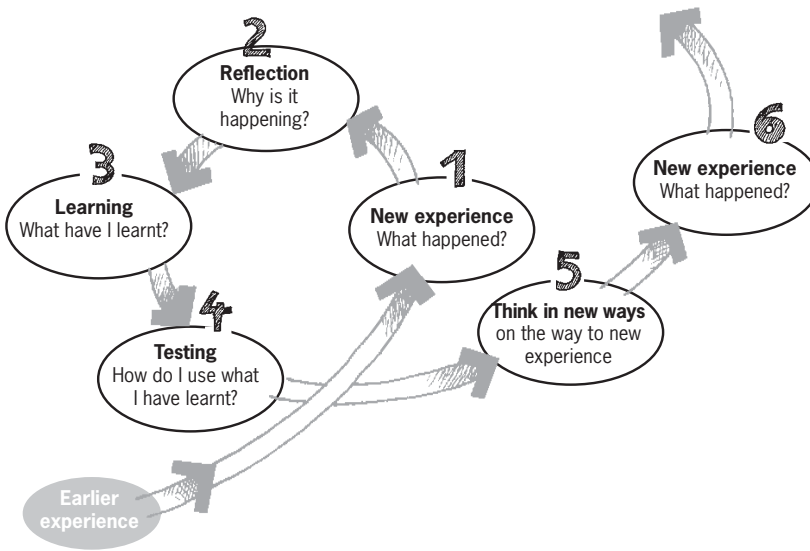 2
Reflection
Why is it
happening?
3
Learning
What have I learnt?
1
New experience
What happened?
4
Testing
How do I use what
I have learnt?
5
Think in new ways
on the way to new
experience
6
New experience
What happened?
Earlier
experience